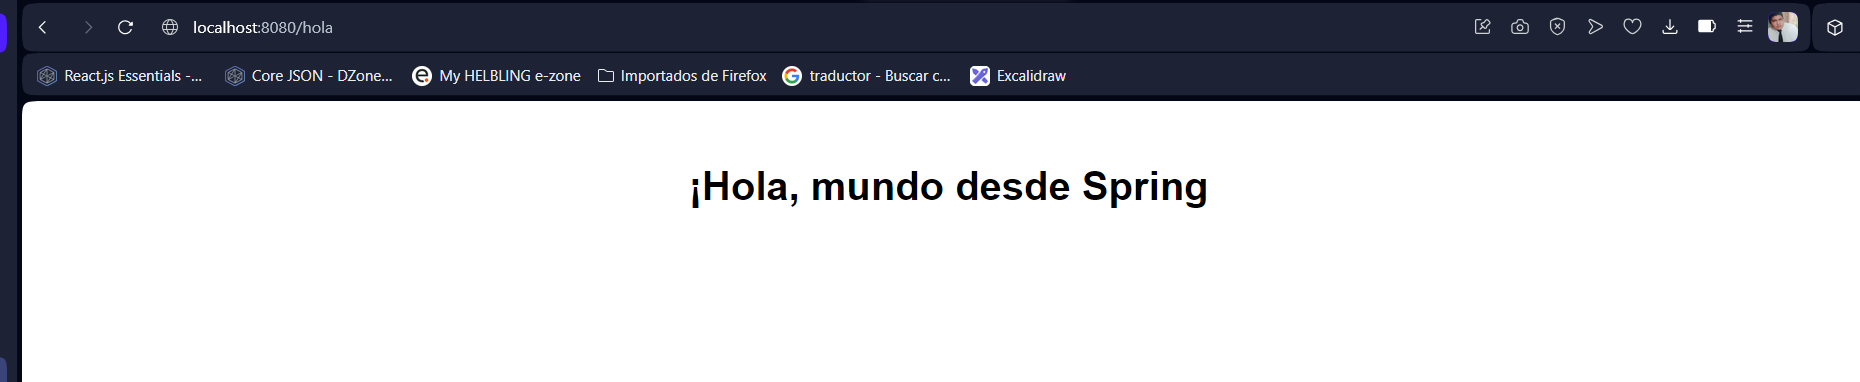 localhost:8080/hola
React.js Essentials -... Core JSON - DZone... My HELBLING e-zone Importados de Firefox traductor - Buscar c... Excalidraw
¡Hola, mundo desde Spring